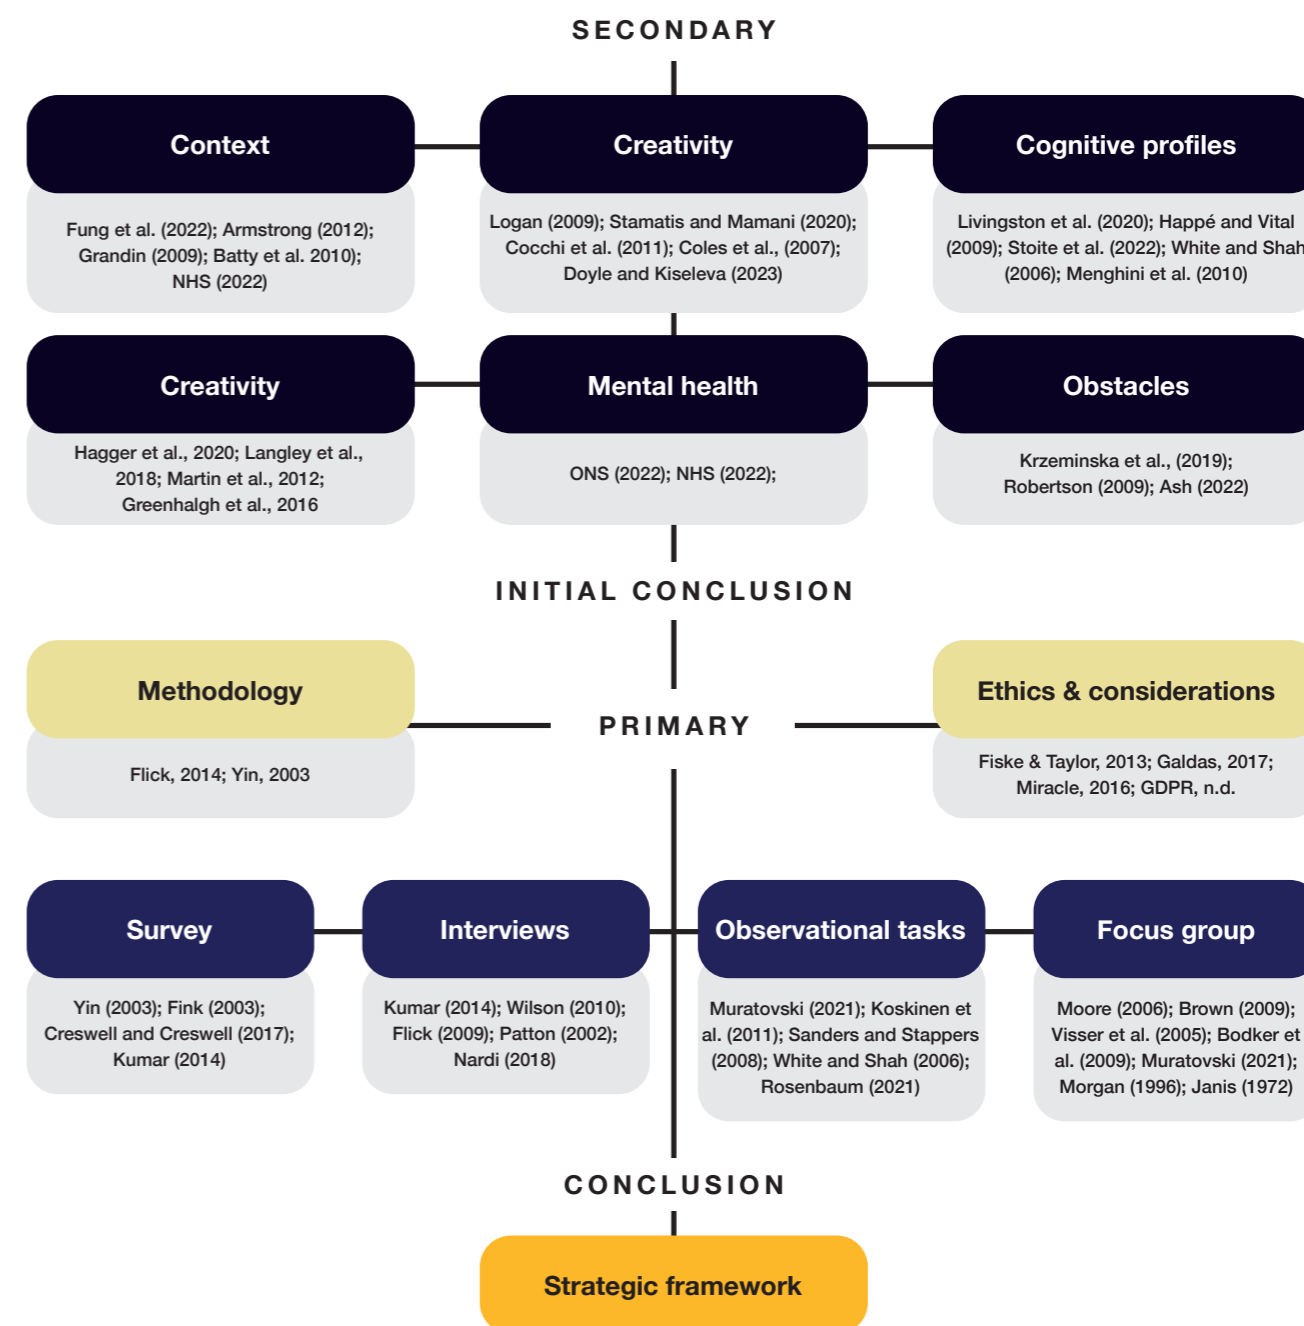 SECONDARY
Context
Fung et al. (2022); Armstrong (2012);
Grandin (2009); Batty et al. 2010);
NHS (2022)
Creativity
Logan (2009); Stamatis and Mamani (2020);
Cocchi et al. (2011); Coles et al., (2007);
Doyle and Kiseleva (2023)
Cognitive profiles
Livingston et al. (2020); Happé and Vital
(2009); Stoite et al. (2022); White and Shah
(2006); Menghini et al. (2010)
Creativity
Hagger et al., 2020; Langley et al.,
2018; Martin et al., 2012;
Greenhalgh et al., 2016
Mental health
ONS (2022); NHS (2022);
Obstacles
Krzeminska et al., (2019);
Robertson (2009); Ash (2022)
INITIAL CONCLUSION
Methodology
Flick, 2014; Yin, 2003
PRIMARY
Ethics & considerations
Fiske & Taylor, 2013; Galdas, 2017;
Miracle, 2016; GDPR, n.d.
Survey
Yin (2003); Fink (2003);
Creswell and Creswell (2017);
Kumar (2014)
Interviews
Kumar (2014); Wilson (2010);
Flick (2009); Patton (2002);
Nardi (2018)
Observational tasks
Muratovski (2021); Koskinen et
al. (2011); Sanders and Stappers
(2008); White and Shah (2006);
Rosenbaum (2021)
Focus group
Moore (2006); Brown (2009);
Visser et al. (2005); Bodker et
al. (2009); Muratovski (2021);
Morgan (1996); Janis (1972)
CONCLUSION
Strategic framework